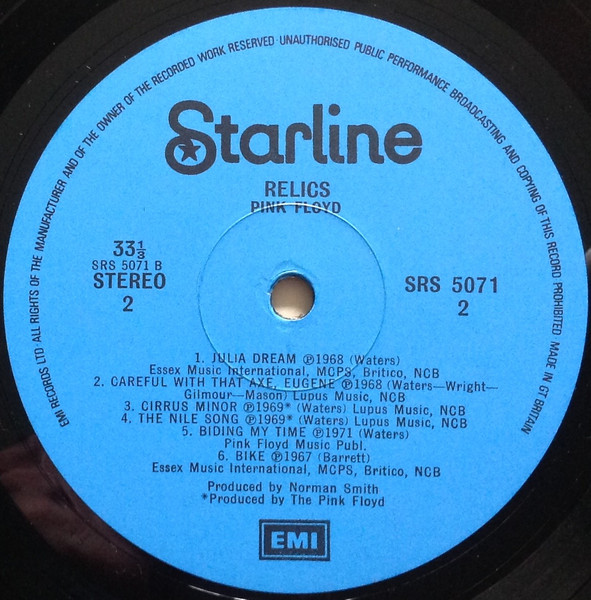 EMI RECORDS LTD · ALL RIGHTS OF THE MANUFACTURER AND OF THE OWNER OF THE RECORDED WORK RESERVED · UNAUTHORISED PUBLIC PERFORMANCE BROADCASTING AND COPYING OF THIS RECORD PROHIBITED MADE IN GT BRITAIN
Starline
RELICS
PINK FLOYD
33⅓
SRS 5071 B
STEREO
2
SRS 5071
2
1. JULIA DREAM ℗1968 (Waters)
Essex Music International, MCPS, Britico, NCB
2. CAREFUL WITH THAT AXE, EUGENE ℗1968 (Waters—Wright—
Gilmour—Mason) Lupus Music, NCB
3. CIRRUS MINOR ℗1969* (Waters) Lupus Music, NCB
4. THE NILE SONG ℗1969* (Waters) Lupus Music, NCB
5. BIDING MY TIME ℗1971 (Waters)
Pink Floyd Music Publ.
6. BIKE ℗1967 (Barrett)
Essex Music International, MCPS, Britico, NCB
Produced by Norman Smith
*Produced by The Pink Floyd
EMI